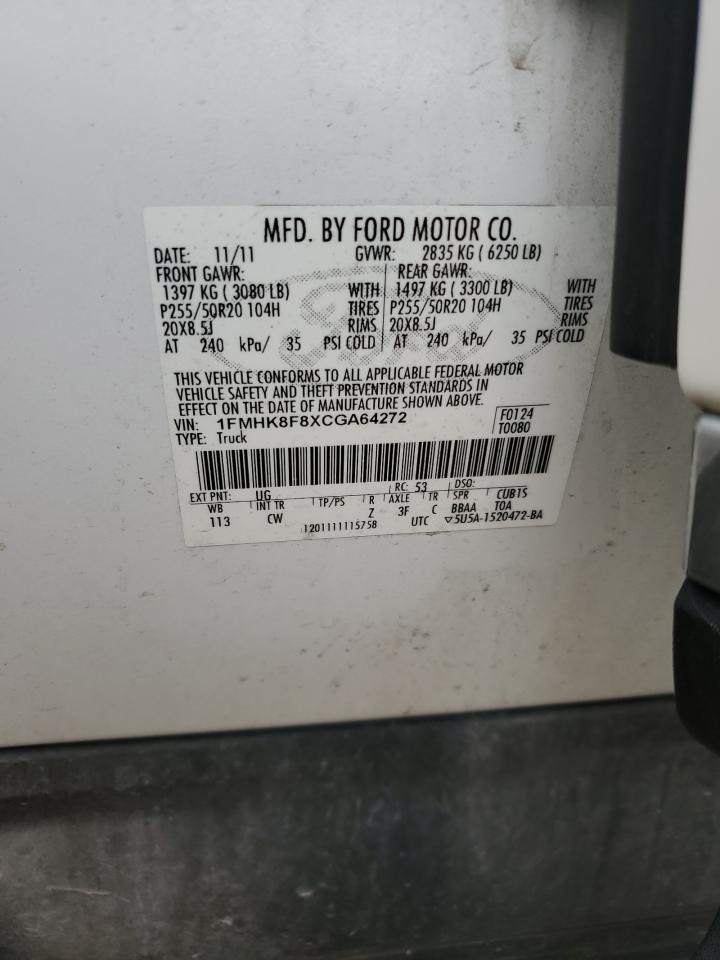 MFD. BY FORD MOTOR CO.
DATE: 11/11 GVWR: 2835 KG ( 6250 LB)
FRONT GAWR: REAR GAWR:
1397 KG ( 3080 LB) WITH 1497 KG ( 3300 LB) WITH
P255/50R20 104H TIRES P255/50R20 104H TIRES
20X8.5J RIMS 20X8.5J RIMS
AT 240 kPa/ 35 PSI COLD AT 240 kPa/ 35 PSI COLD
Ford
THIS VEHICLE CONFORMS TO ALL APPLICABLE FEDERAL MOTOR
VEHICLE SAFETY AND THEFT PREVENTION STANDARDS IN
EFFECT ON THE DATE OF MANUFACTURE SHOWN ABOVE.
VIN: 1FMHK8F8XCGA64272 F0124
TYPE: Truck T0080
EXT PNT: UG RC: 53 DSO:
WB INT TR TP/PS R AXLE TR SPR CUB1S
113 CW Z 3F C BBAA TOA
1201111115758 UTC ▽5U5A-1520472-BA